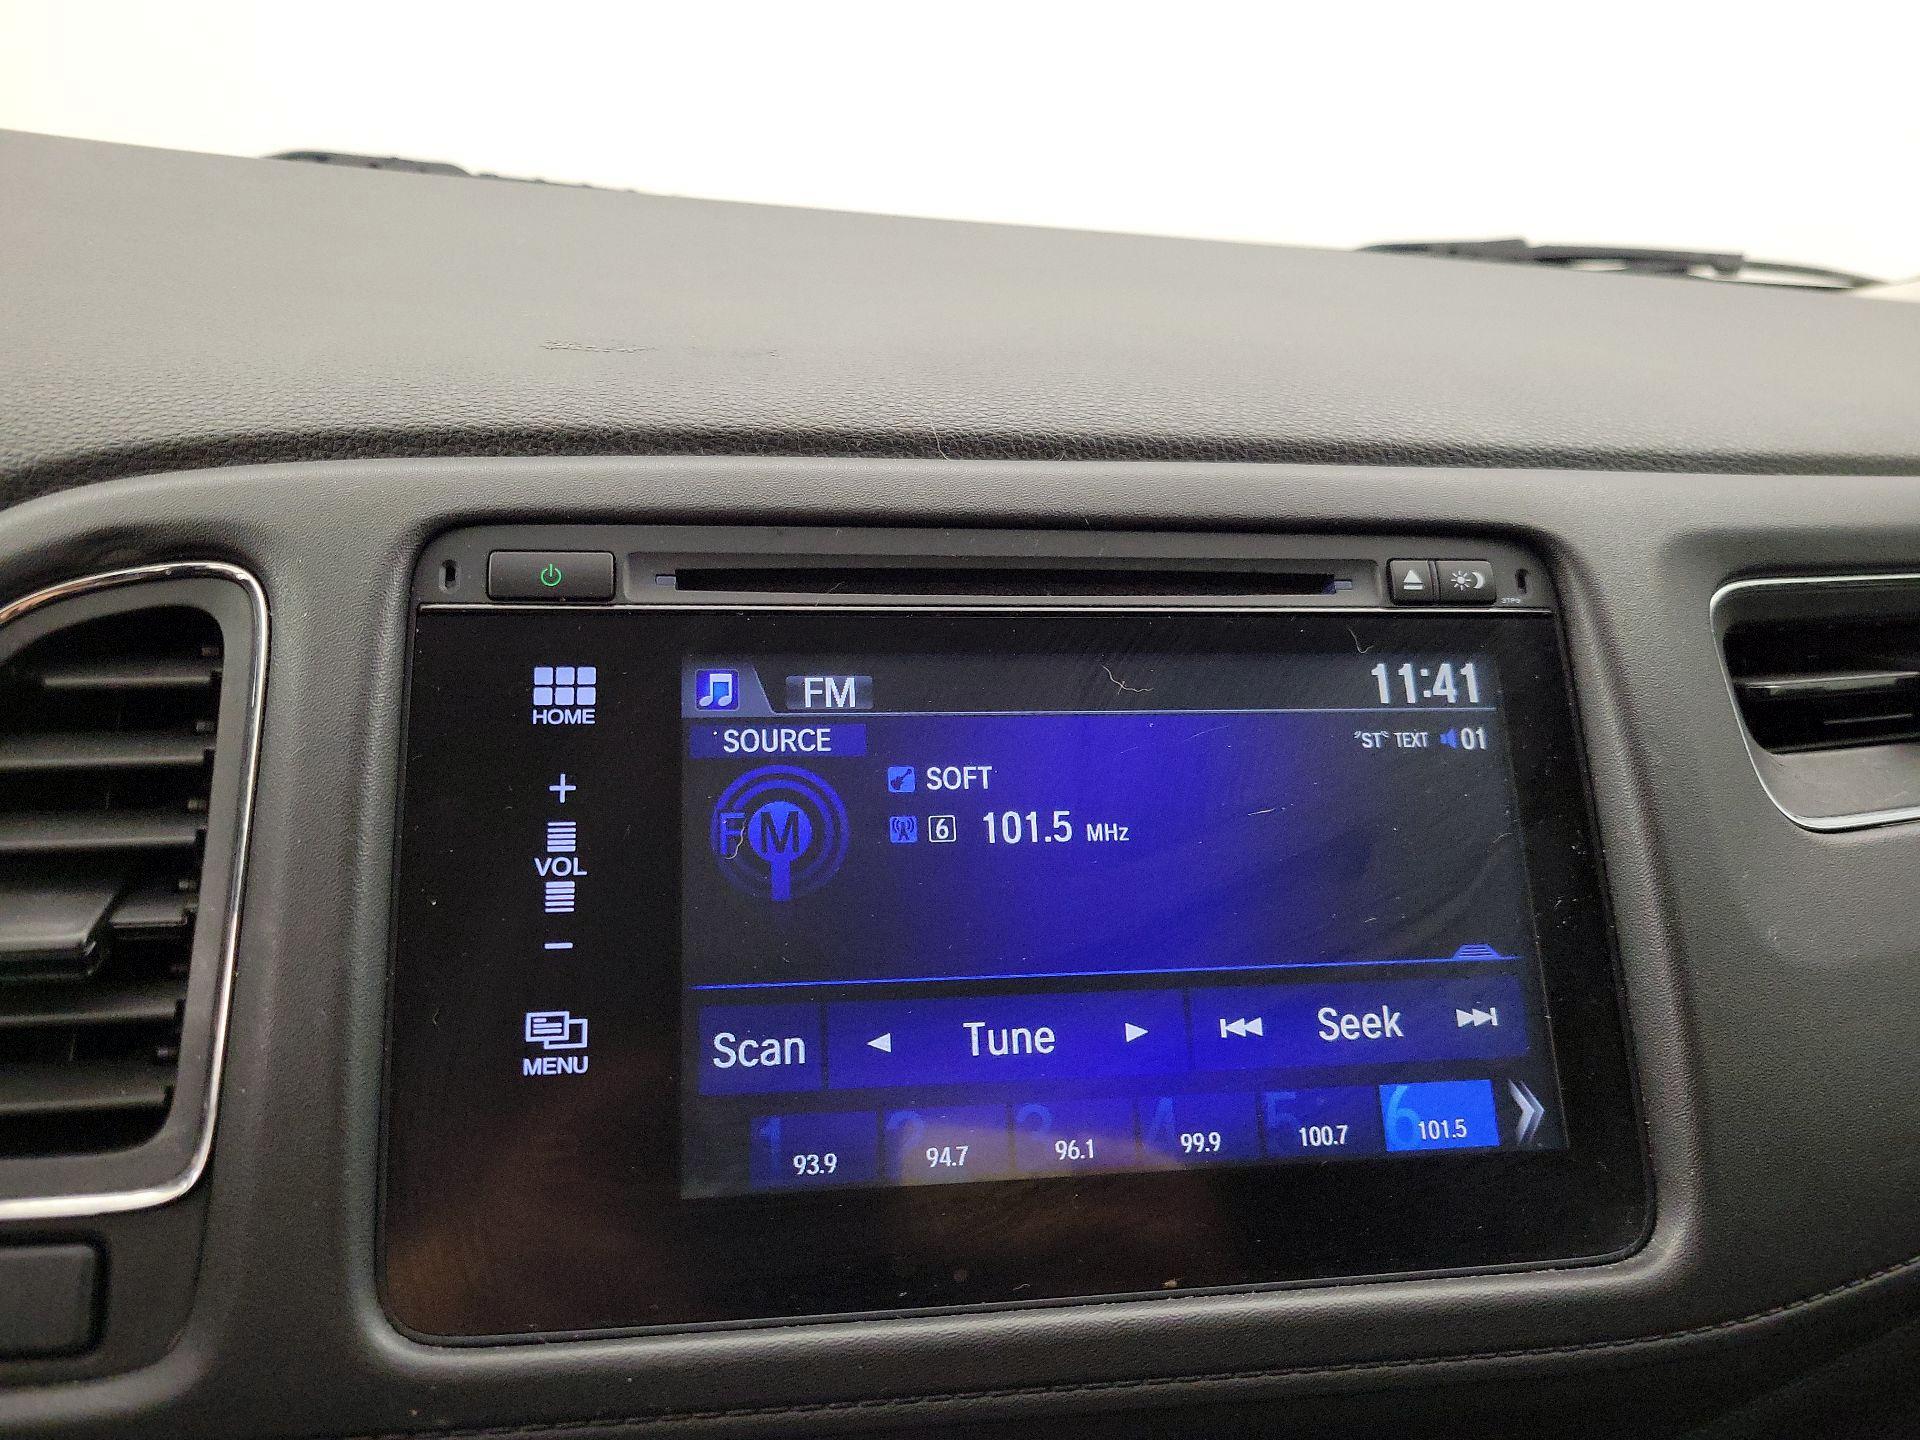 HOME
+
VOL
−
MENU
FM
11:41
SOURCE
"ST" TEXT 01
FM
SOFT
6 101.5 MHz
Scan
Tune
Seek
1 93.9
2 94.7
3 96.1
4 99.9
5 100.7
6 101.5